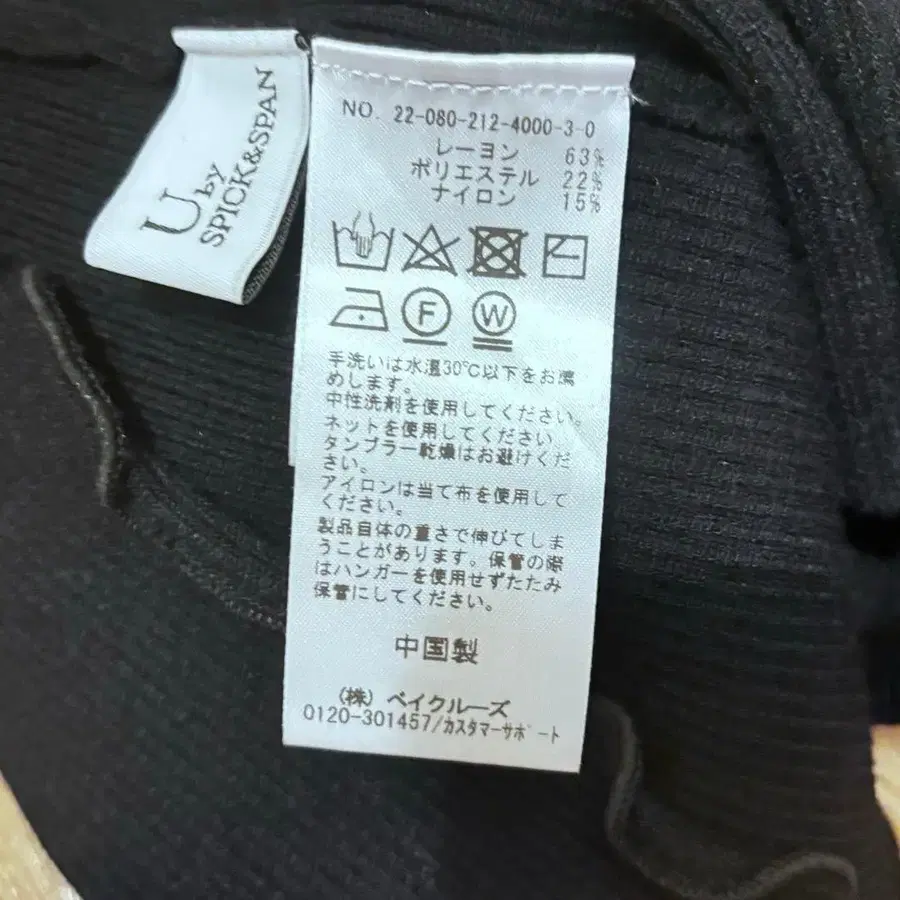 U by
SPICK&SPAN
NO. 22-080-212-4000-3-0
レーヨン 63%
ポリエステル 22%
ナイロン 15%
F
W
手洗いは水温30℃以下をお薦
めします。
中性洗剤を使用してください。
ネットを使用してください。
タンブラー乾燥はお避けくだ
さい。
アイロンは当て布を使用して
ください。
製品自体の重さで伸びてしま
うことがあります。保管の際
はハンガーを使用せずたたみ
保管にしてください。
中国製
(株) ベイクルーズ
0120-301457/カスタマーサポート